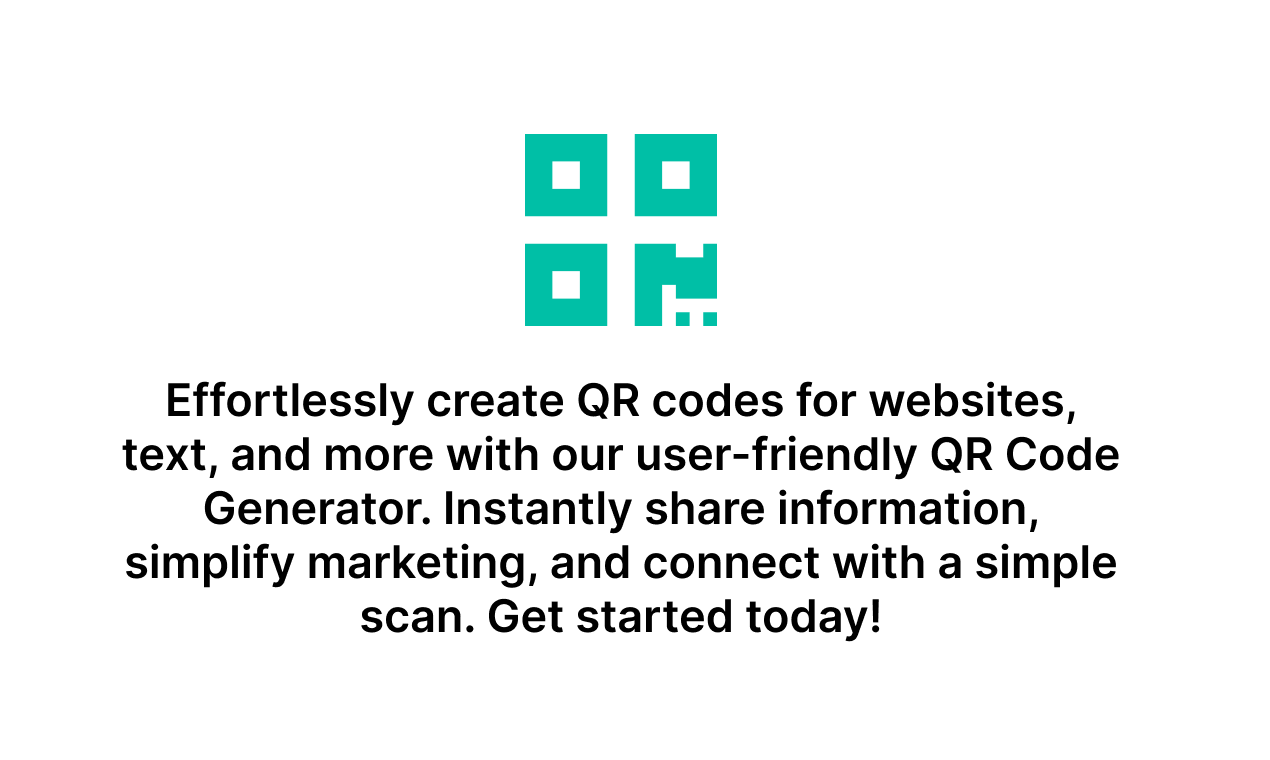 Effortlessly create QR codes for websites,
text, and more with our user-friendly QR Code
Generator. Instantly share information,
simplify marketing, and connect with a simple
scan. Get started today!